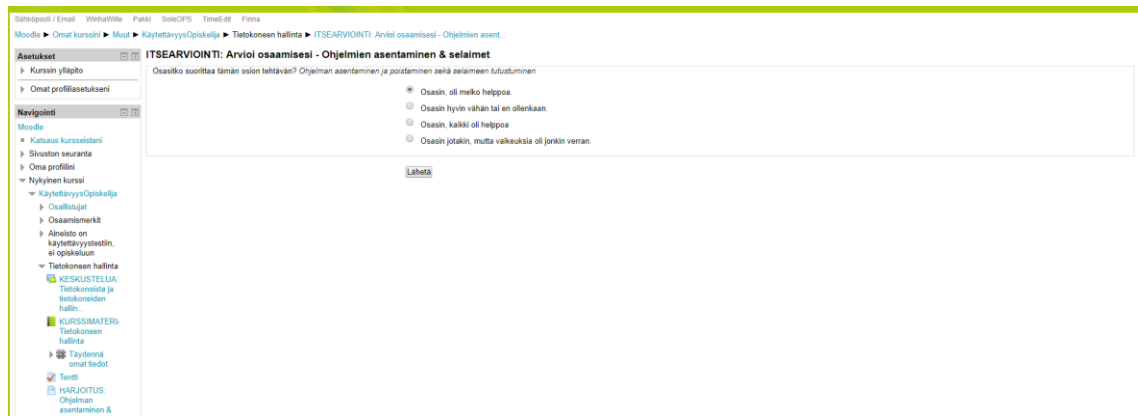 Sähköposti / Email WinhaWille Pakki SoleOPS TimeEdit Finna
Moodle ► Omat kurssini ► Muut ► KäytettävyysOpiskelija ► Tietokoneen hallinta ► ITSEARVIOINTI: Arvioi osaamisesi - Ohjelmien asent...
Asetukset
Kurssin ylläpito
Omat profiiliasetukseni
Navigointi
Moodle
Katsaus kursseistani
Sivuston seuranta
Oma profiilini
Nykyinen kurssi
KäytettävyysOpiskelija
Osallistujat
Osaamismerkit
Aineisto on
käytettävyystestiin,
ei opiskeluun
Tietokoneen hallinta
KESKUSTELUA:
Tietokoneista ja
tietokoneiden
hallin...
KURSSIMATERI
Tietokoneen
hallinta
Täydennä
omat tiedot
Tentti
HARJOITUS:
Ohjelman
asentaminen &
ITSEARVIOINTI: Arvioi osaamisesi - Ohjelmien asentaminen & selaimet
Osasitko suorittaa tämän osion tehtävän? Ohjelman asentaminen ja poistaminen sekä selaimeen tutustuminen
Osasin, oli melko helppoa.
Osasin hyvin vähän tai en ollenkaan.
Osasin, kaikki oli helppoa
Osasin jotakin, mutta vaikeuksia oli jonkin verran.
Lähetä